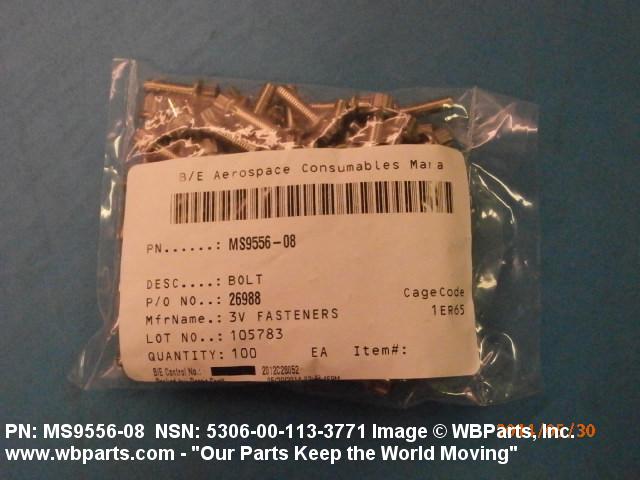 B/E Aerospace Consumables Mana
PN......: MS9556-08
DESC....: BOLT
P/O NO..: 26988
CageCode
MfrName.: 3V FASTENERS
1ER65
LOT NO..: 105783
QUANTITY: 100 EA Item#:
B/E Control No.: 2012C28052
PN: MS9556-08 NSN: 5306-00-113-3771 Image © WBParts, Inc.
www.wbparts.com - "Our Parts Keep the World Moving"